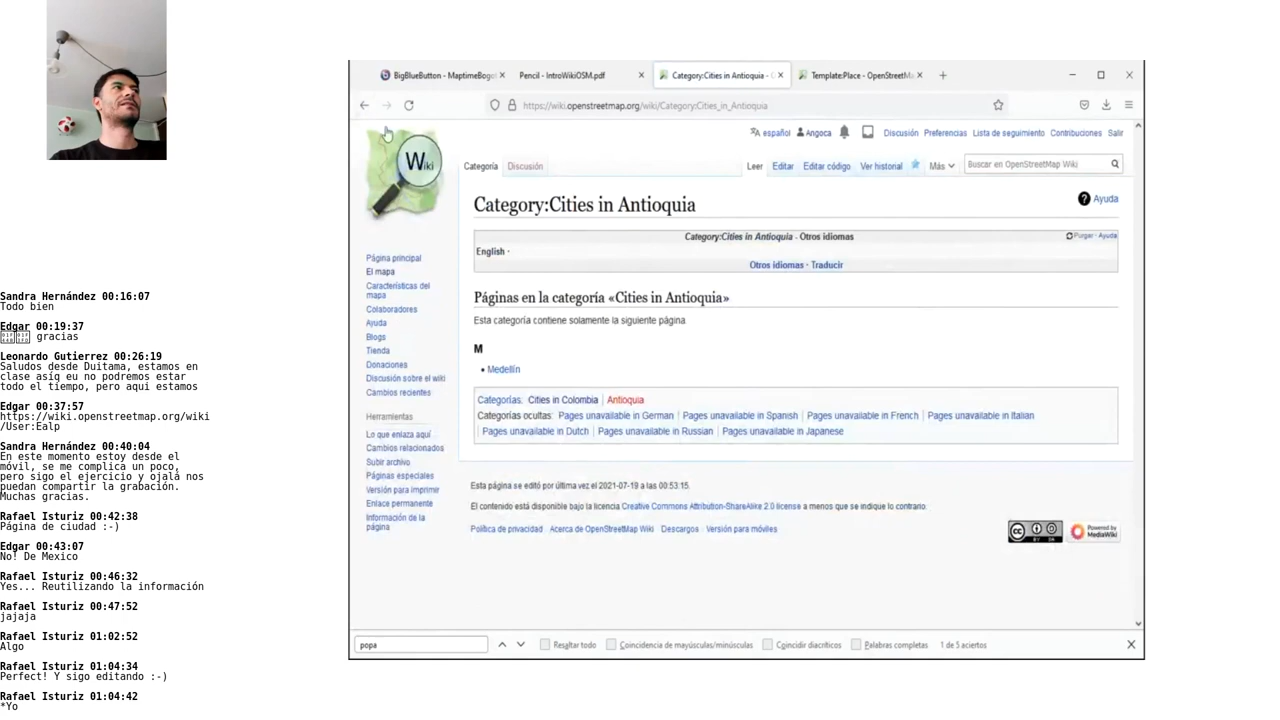 Sandra Hernández 00:16:07
Todo bien
Edgar 00:19:37
gracias
Leonardo Gutierrez 00:26:19
Saludos desde Duitama, estamos en
clase asíq eu no podremos estar
todo el tiempo, pero aquí estamos
Edgar 00:37:57
https://wiki.openstreetmap.org/wiki
/User:Ealp
Sandra Hernández 00:40:04
En este momento estoy desde el
móvil, se me complica un poco,
pero sigo el ejercicio y ojalá nos
puedan compartir la grabación.
Muchas gracias.
Rafael Isturiz 00:42:38
Página de ciudad :-)
Edgar 00:43:07
No! De Mexico
Rafael Isturiz 00:46:32
Yes... Reutilizando la información
Rafael Isturiz 00:47:52
jajaja
Rafael Isturiz 01:02:52
Algo
Rafael Isturiz 01:04:34
Perfect! Y sigo editando :-)
Rafael Isturiz 01:04:42
*Yo
BigBlueButton - MaptimeBogo
Pencil - IntroWikiOSM.pdf
Category:Cities in Antioquia -
Template:Place - OpenStreetMa
https://wiki.openstreetmap.org/wiki/Category:Cities_in_Antioquia
español Angoca Discusión Preferencias Lista de seguimiento Contribuciones Salir
Wiki
Categoría Discusión Leer Editar Editar código Ver historial Más Buscar en OpenStreetMap Wiki
Category:Cities in Antioquia
Ayuda
Category:Cities in Antioquia - Otros idiomas
Purgar · Ayuda
English ·
Otros idiomas · Traducir
Página principal
El mapa
Características del
mapa
Colaboradores
Ayuda
Blogs
Tienda
Donaciones
Discusión sobre el wiki
Cambios recientes
Herramientas
Lo que enlaza aquí
Cambios relacionados
Subir archivo
Páginas especiales
Versión para imprimir
Enlace permanente
Información de la
página
Páginas en la categoría «Cities in Antioquia»
Esta categoría contiene solamente la siguiente página
M
• Medellín
Categorías: Cities in Colombia | Antioquia
Categorías ocultas: Pages unavailable in German | Pages unavailable in Spanish | Pages unavailable in French | Pages unavailable in Italian
| Pages unavailable in Dutch | Pages unavailable in Russian | Pages unavailable in Japanese
Esta página se editó por última vez el 2021-07-19 a las 00:53:15.
El contenido está disponible bajo la licencia Creative Commons Attribution-ShareAlike 2.0 license a menos que se indique lo contrario.
Política de privacidad Acerca de OpenStreetMap Wiki Descargos Versión para móviles
cc BY SA
Powered by
MediaWiki
popa
Resaltar todo Coincidencia de mayúsculas/minúsculas Coincidir diacríticos Palabras completas 1 de 5 aciertos